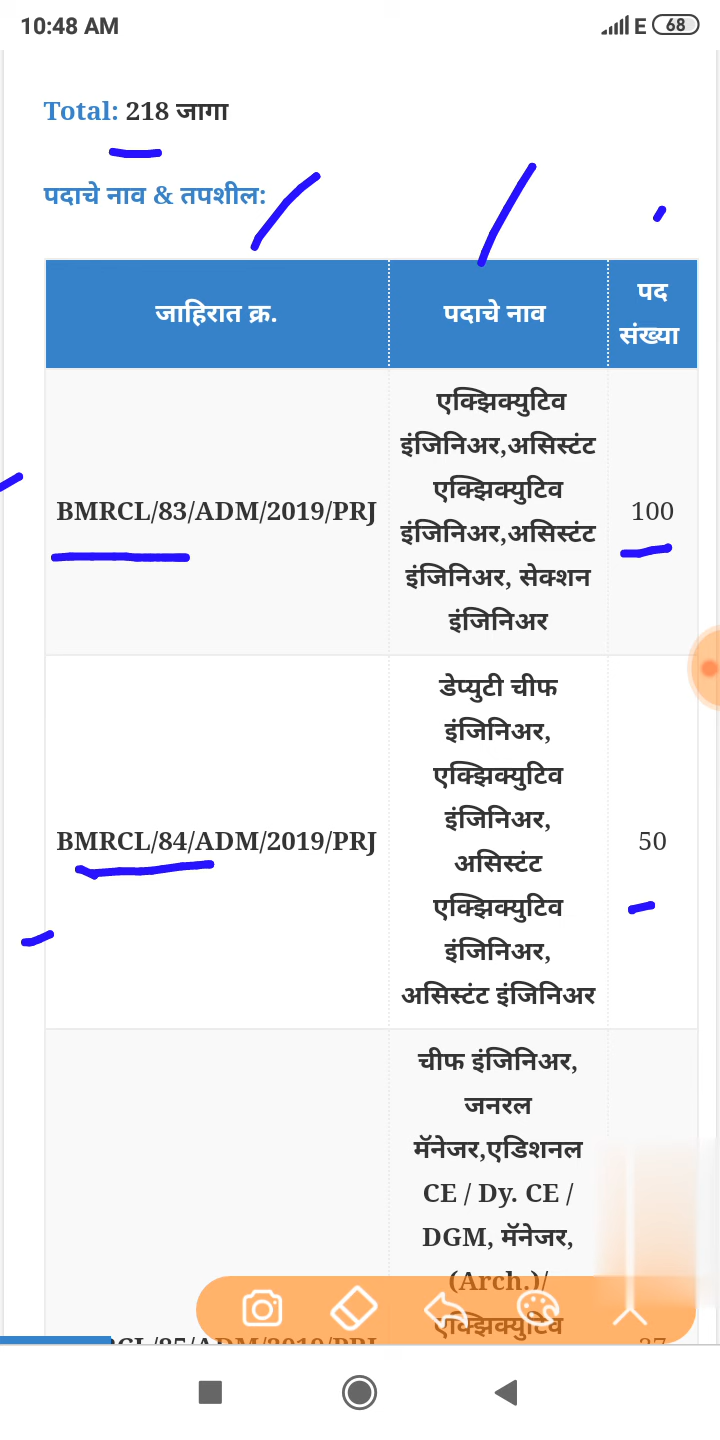 10:48 AM
E 68
Total: 218 जागा
पदाचे नाव & तपशील:
जाहिरात क्र.
पदाचे नाव
पद
संख्या
BMRCL/83/ADM/2019/PRJ
एक्झिक्युटिव
इंजिनिअर,असिस्टंट
एक्झिक्युटिव
इंजिनिअर,असिस्टंट
इंजिनिअर, सेक्शन
इंजिनिअर
100
BMRCL/84/ADM/2019/PRJ
डेप्युटी चीफ
इंजिनिअर,
एक्झिक्युटिव
इंजिनिअर,
असिस्टंट
एक्झिक्युटिव
इंजिनिअर,
असिस्टंट इंजिनिअर
50
चीफ इंजिनिअर,
जनरल
मॅनेजर,एडिशनल
CE / Dy. CE /
DGM, मॅनेजर,
(Arch.)/
एक्झिक्युटिव